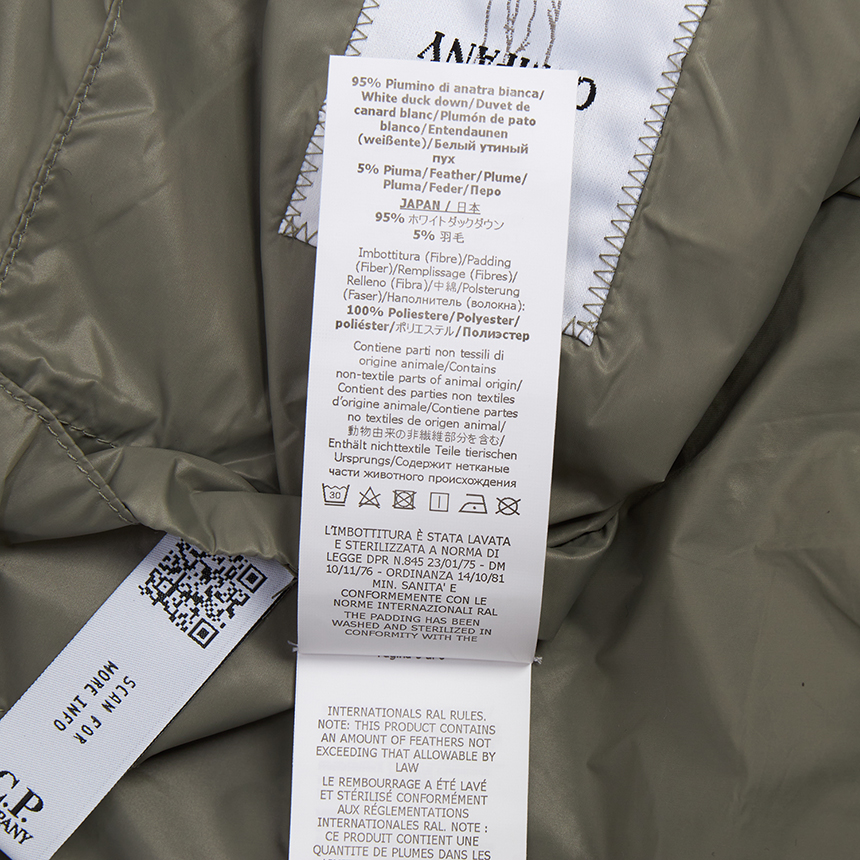 95% Piumino di anatra bianca/
White duck down/Duvet de
canard blanc/Plumón de pato
blanco/Entendaunen
(weißente)/Белый утиный
пух
5% Piuma/Feather/Plume/
Pluma/Feder/Перо
JAPAN / 日本
95% ホワイトダックダウン
5% 羽毛
Imbottitura (Fibre)/Padding
(Fiber)/Remplissage (Fibres)/
Relleno (Fibra)/中綿/Polsterung
(Faser)/Наполнитель (волокна):
100% Poliestere/Polyester/
poliéster/ポリエステル/Полиэстер
Contiene parti non tessili di
origine animale/Contains
non-textile parts of animal origin/
Contient des parties non textiles
d'origine animale/Contiene partes
no textiles de origen animal/
動物由来の非繊維部分を含む/
Enthält nichttextile Teile tierischen
Ursprungs/Содержит нетканые
части животного происхождения
30
L'IMBOTTITURA È STATA LAVATA
E STERILIZZATA A NORMA DI
LEGGE DPR N.845 23/01/75 - DM
10/11/76 - ORDINANZA 14/10/81
MIN. SANITA' E
CONFORMEMENTE CON LE
NORME INTERNAZIONALI RAL
THE PADDING HAS BEEN
WASHED AND STERILIZED IN
CONFORMITY WITH THE
INTERNATIONALS RAL RULES.
NOTE: THIS PRODUCT CONTAINS
AN AMOUNT OF FEATHERS NOT
EXCEEDING THAT ALLOWABLE BY
LAW
LE REMBOURRAGE A ÉTÉ LAVÉ
ET STÉRILISÉ CONFORMÉMENT
AUX RÉGLEMENTATIONS
INTERNATIONALES RAL. NOTE :
CE PRODUIT CONTIENT UNE
QUANTITE DE PLUMES DANS LES
SCAN FOR
MORE INFO
C.P.